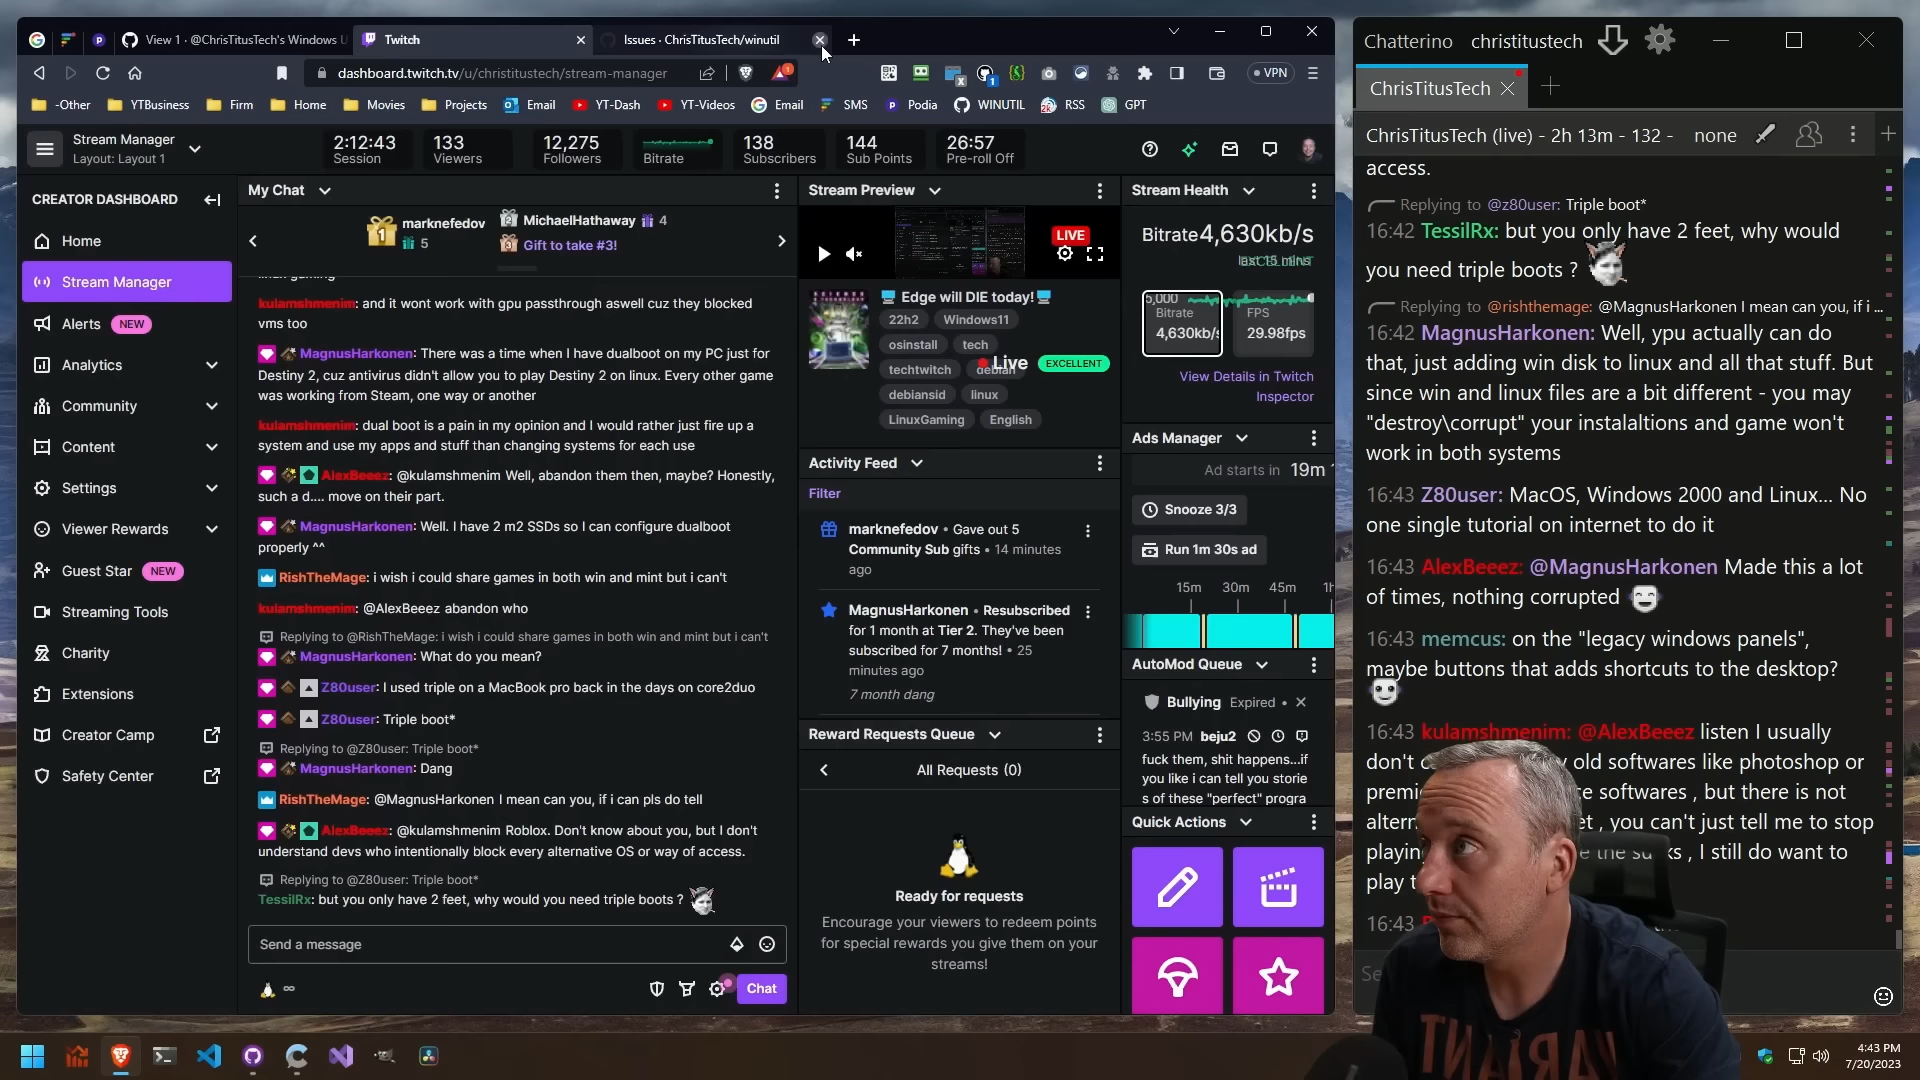 View 1 · @ChrisTitusTech's Windows U
Twitch
Issues · ChrisTitusTech/winutil
dashboard.twitch.tv/u/christitustech/stream-manager
VPN
-Other
YTBusiness
Firm
Home
Movies
Projects
Email
YT-Dash
YT-Videos
Email
SMS
Podia
WINUTIL
RSS
GPT
Stream Manager
Layout: Layout 1
2:12:43
Session
133
Viewers
12,275
Followers
Bitrate
138
Subscribers
144
Sub Points
26:57
Pre-roll Off
CREATOR DASHBOARD
Home
Stream Manager
Alerts NEW
Analytics
Community
Content
Settings
Viewer Rewards
Guest Star NEW
Streaming Tools
Charity
Extensions
Creator Camp
Safety Center
My Chat
marknefedov
5
MichaelHathaway 4
Gift to take #3!
kulamshmenim: and it wont work with gpu passthrough aswell cuz they blocked
vms too
MagnusHarkonen: There was a time when I have dualboot on my PC just for
Destiny 2, cuz antivirus didn't allow you to play Destiny 2 on linux. Every other game
was working from Steam, one way or another
kulamshmenim: dual boot is a pain in my opinion and I would rather just fire up a
system and use my apps and stuff than changing systems for each use
AlexBeeez: @kulamshmenim Well, abandon them then, maybe? Honestly,
such a d.... move on their part.
MagnusHarkonen: Well. I have 2 m2 SSDs so I can configure dualboot
properly ^^
RishTheMage: i wish i could share games in both win and mint but i can't
kulamshmenim: @AlexBeeez abandon who
Replying to @RishTheMage: i wish i could share games in both win and mint but i can't
MagnusHarkonen: What do you mean?
Z80user: I used triple on a MacBook pro back in the days on core2duo
Z80user: Triple boot*
Replying to @Z80user: Triple boot*
MagnusHarkonen: Dang
RishTheMage: @MagnusHarkonen I mean can you, if i can pls do tell
AlexBeeez: @kulamshmenim Roblox. Don't know about you, but I don't
understand devs who intentionally block every alternative OS or way of access.
Replying to @Z80user: Triple boot*
TessilRx: but you only have 2 feet, why would you need triple boots ?
Send a message
Chat
Stream Preview
LIVE
Edge will DIE today!
22h2
Windows11
osinstall
tech
techtwitch
debian
debiansid
linux
LinuxGaming
English
Live
EXCELLENT
Activity Feed
Filter
marknefedov • Gave out 5
Community Sub gifts • 14 minutes
ago
MagnusHarkonen • Resubscribed
for 1 month at Tier 2. They've been
subscribed for 7 months! • 25
minutes ago
7 month dang
Reward Requests Queue
All Requests (0)
Ready for requests
Encourage your viewers to redeem points
for special rewards you give them on your
streams!
Stream Health
Bitrate 4,630kb/s
last 15 mins
5,000
Bitrate
4,630kb/s
FPS
29.98fps
View Details in Twitch
Inspector
Ads Manager
Ad starts in 19m
Snooze 3/3
Run 1m 30s ad
15m
30m
45m
AutoMod Queue
Bullying Expired •
3:55 PM beju2
fuck them, shit happens...if
you like i can tell you storie
s of these "perfect" progra
Quick Actions
Chatterino
christitustech
ChrisTitusTech
ChrisTitusTech (live) - 2h 13m - 132 -
none
access.
Replying to @z80user: Triple boot*
16:42 TessilRx: but you only have 2 feet, why would
you need triple boots ?
Replying to @rishthemage: @MagnusHarkonen I mean can you, if i ...
16:42 MagnusHarkonen: Well, ypu actually can do
that, just adding win disk to linux and all that stuff. But
since win and linux files are a bit different - you may
"destroy\corrupt" your instalaltions and game won't
work in both systems
16:43 Z80user: MacOS, Windows 2000 and Linux... No
one single tutorial on internet to do it
16:43 AlexBeeez: @MagnusHarkonen Made this a lot
of times, nothing corrupted
16:43 memcus: on the "legacy windows panels",
maybe buttons that adds shortcuts to the desktop?
16:43 kulamshmenim: @AlexBeeez listen I usually
don't old softwares like photoshop or
softwares , but there is not
, you can't just tell me to stop
, I still do want to
play
16:43
4:43 PM
7/20/2023